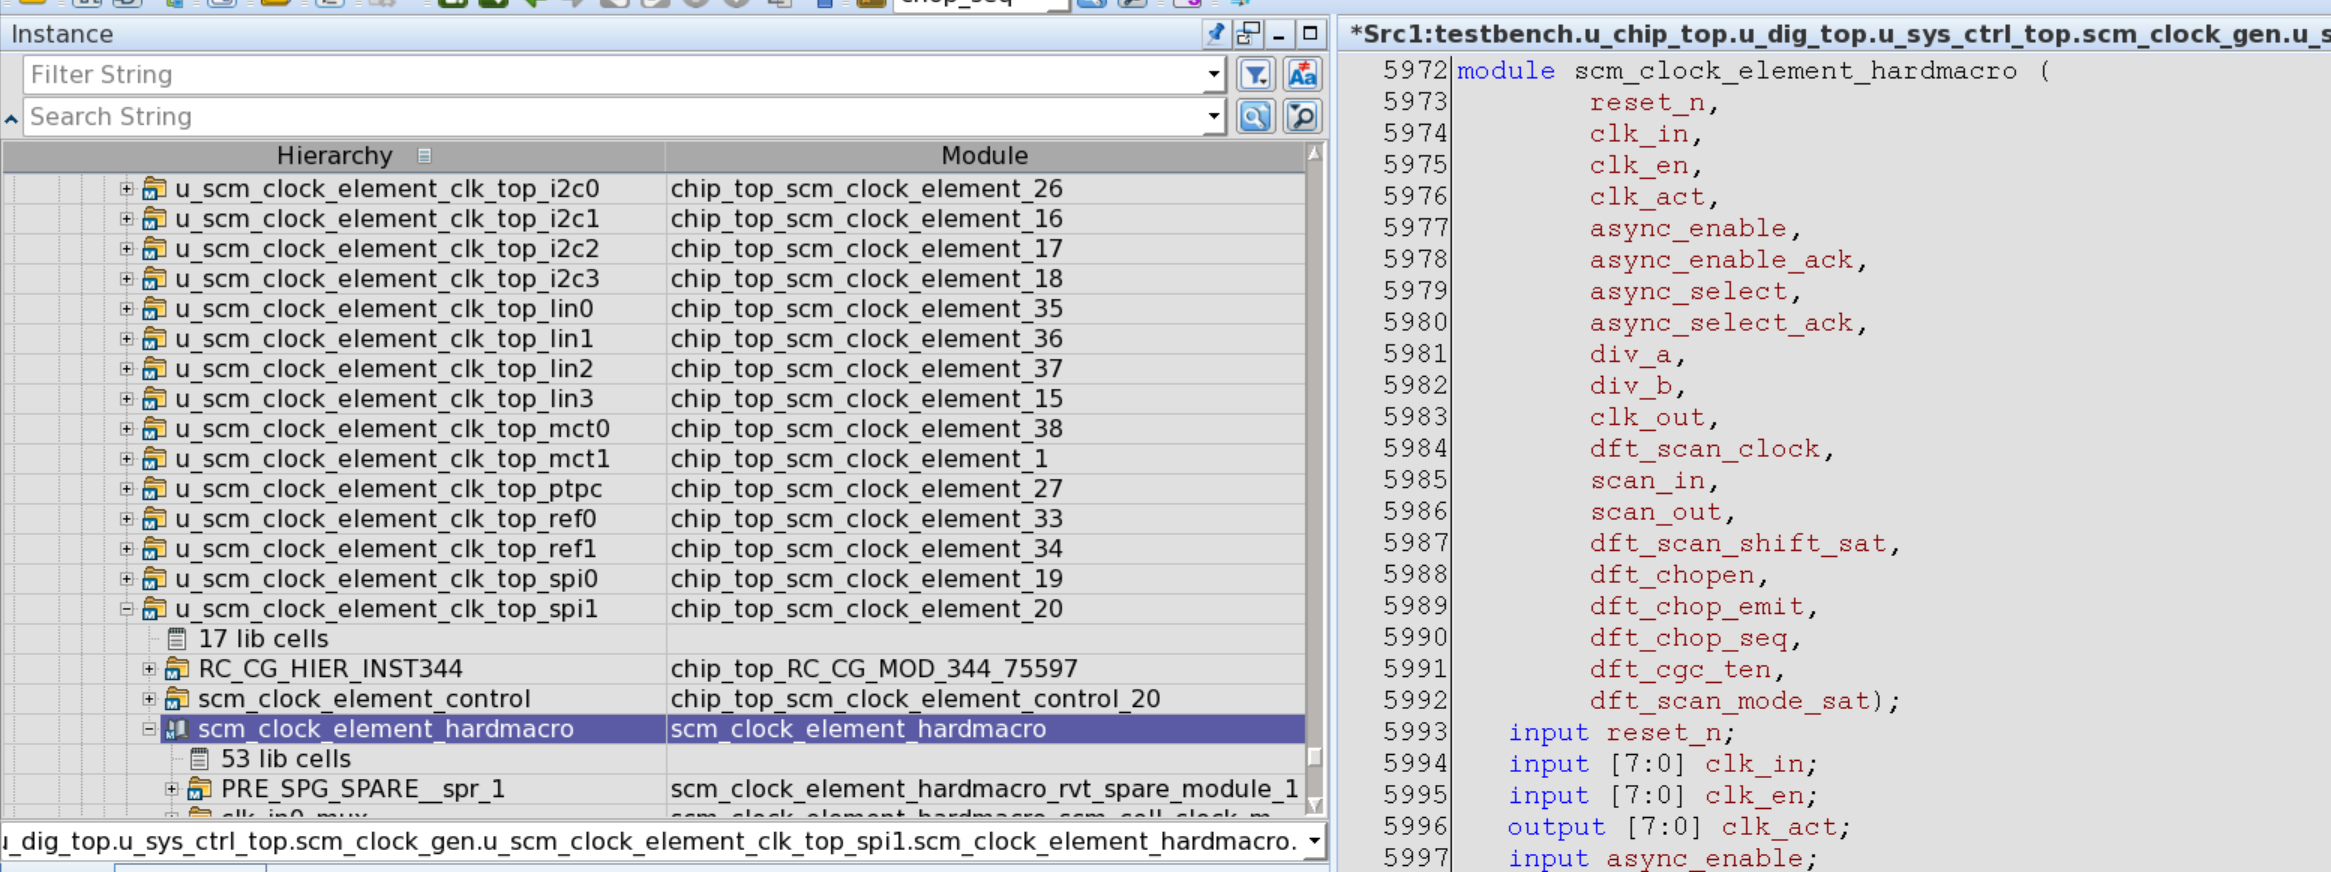 chop_seq
Instance
Filter String
Search String
Hierarchy Module
u_scm_clock_element_clk_top_i2c0 chip_top_scm_clock_element_26
u_scm_clock_element_clk_top_i2c1 chip_top_scm_clock_element_16
u_scm_clock_element_clk_top_i2c2 chip_top_scm_clock_element_17
u_scm_clock_element_clk_top_i2c3 chip_top_scm_clock_element_18
u_scm_clock_element_clk_top_lin0 chip_top_scm_clock_element_35
u_scm_clock_element_clk_top_lin1 chip_top_scm_clock_element_36
u_scm_clock_element_clk_top_lin2 chip_top_scm_clock_element_37
u_scm_clock_element_clk_top_lin3 chip_top_scm_clock_element_15
u_scm_clock_element_clk_top_mct0 chip_top_scm_clock_element_38
u_scm_clock_element_clk_top_mct1 chip_top_scm_clock_element_1
u_scm_clock_element_clk_top_ptpc chip_top_scm_clock_element_27
u_scm_clock_element_clk_top_ref0 chip_top_scm_clock_element_33
u_scm_clock_element_clk_top_ref1 chip_top_scm_clock_element_34
u_scm_clock_element_clk_top_spi0 chip_top_scm_clock_element_19
u_scm_clock_element_clk_top_spi1 chip_top_scm_clock_element_20
17 lib cells
RC_CG_HIER_INST344 chip_top_RC_CG_MOD_344_75597
scm_clock_element_control chip_top_scm_clock_element_control_20
scm_clock_element_hardmacro scm_clock_element_hardmacro
53 lib cells
PRE_SPG_SPARE__spr_1 scm_clock_element_hardmacro_rvt_spare_module_1
clk_in0_mux scm_clock_element_hardmacro_scm_cell_clock_m
u_dig_top.u_sys_ctrl_top.scm_clock_gen.u_scm_clock_element_clk_top_spi1.scm_clock_element_hardmacro.
*Src1:testbench.u_chip_top.u_dig_top.u_sys_ctrl_top.scm_clock_gen.u_s
5972 module scm_clock_element_hardmacro (
5973 reset_n,
5974 clk_in,
5975 clk_en,
5976 clk_act,
5977 async_enable,
5978 async_enable_ack,
5979 async_select,
5980 async_select_ack,
5981 div_a,
5982 div_b,
5983 clk_out,
5984 dft_scan_clock,
5985 scan_in,
5986 scan_out,
5987 dft_scan_shift_sat,
5988 dft_chopen,
5989 dft_chop_emit,
5990 dft_chop_seq,
5991 dft_cgc_ten,
5992 dft_scan_mode_sat);
5993 input reset_n;
5994 input [7:0] clk_in;
5995 input [7:0] clk_en;
5996 output [7:0] clk_act;
5997 input async_enable;